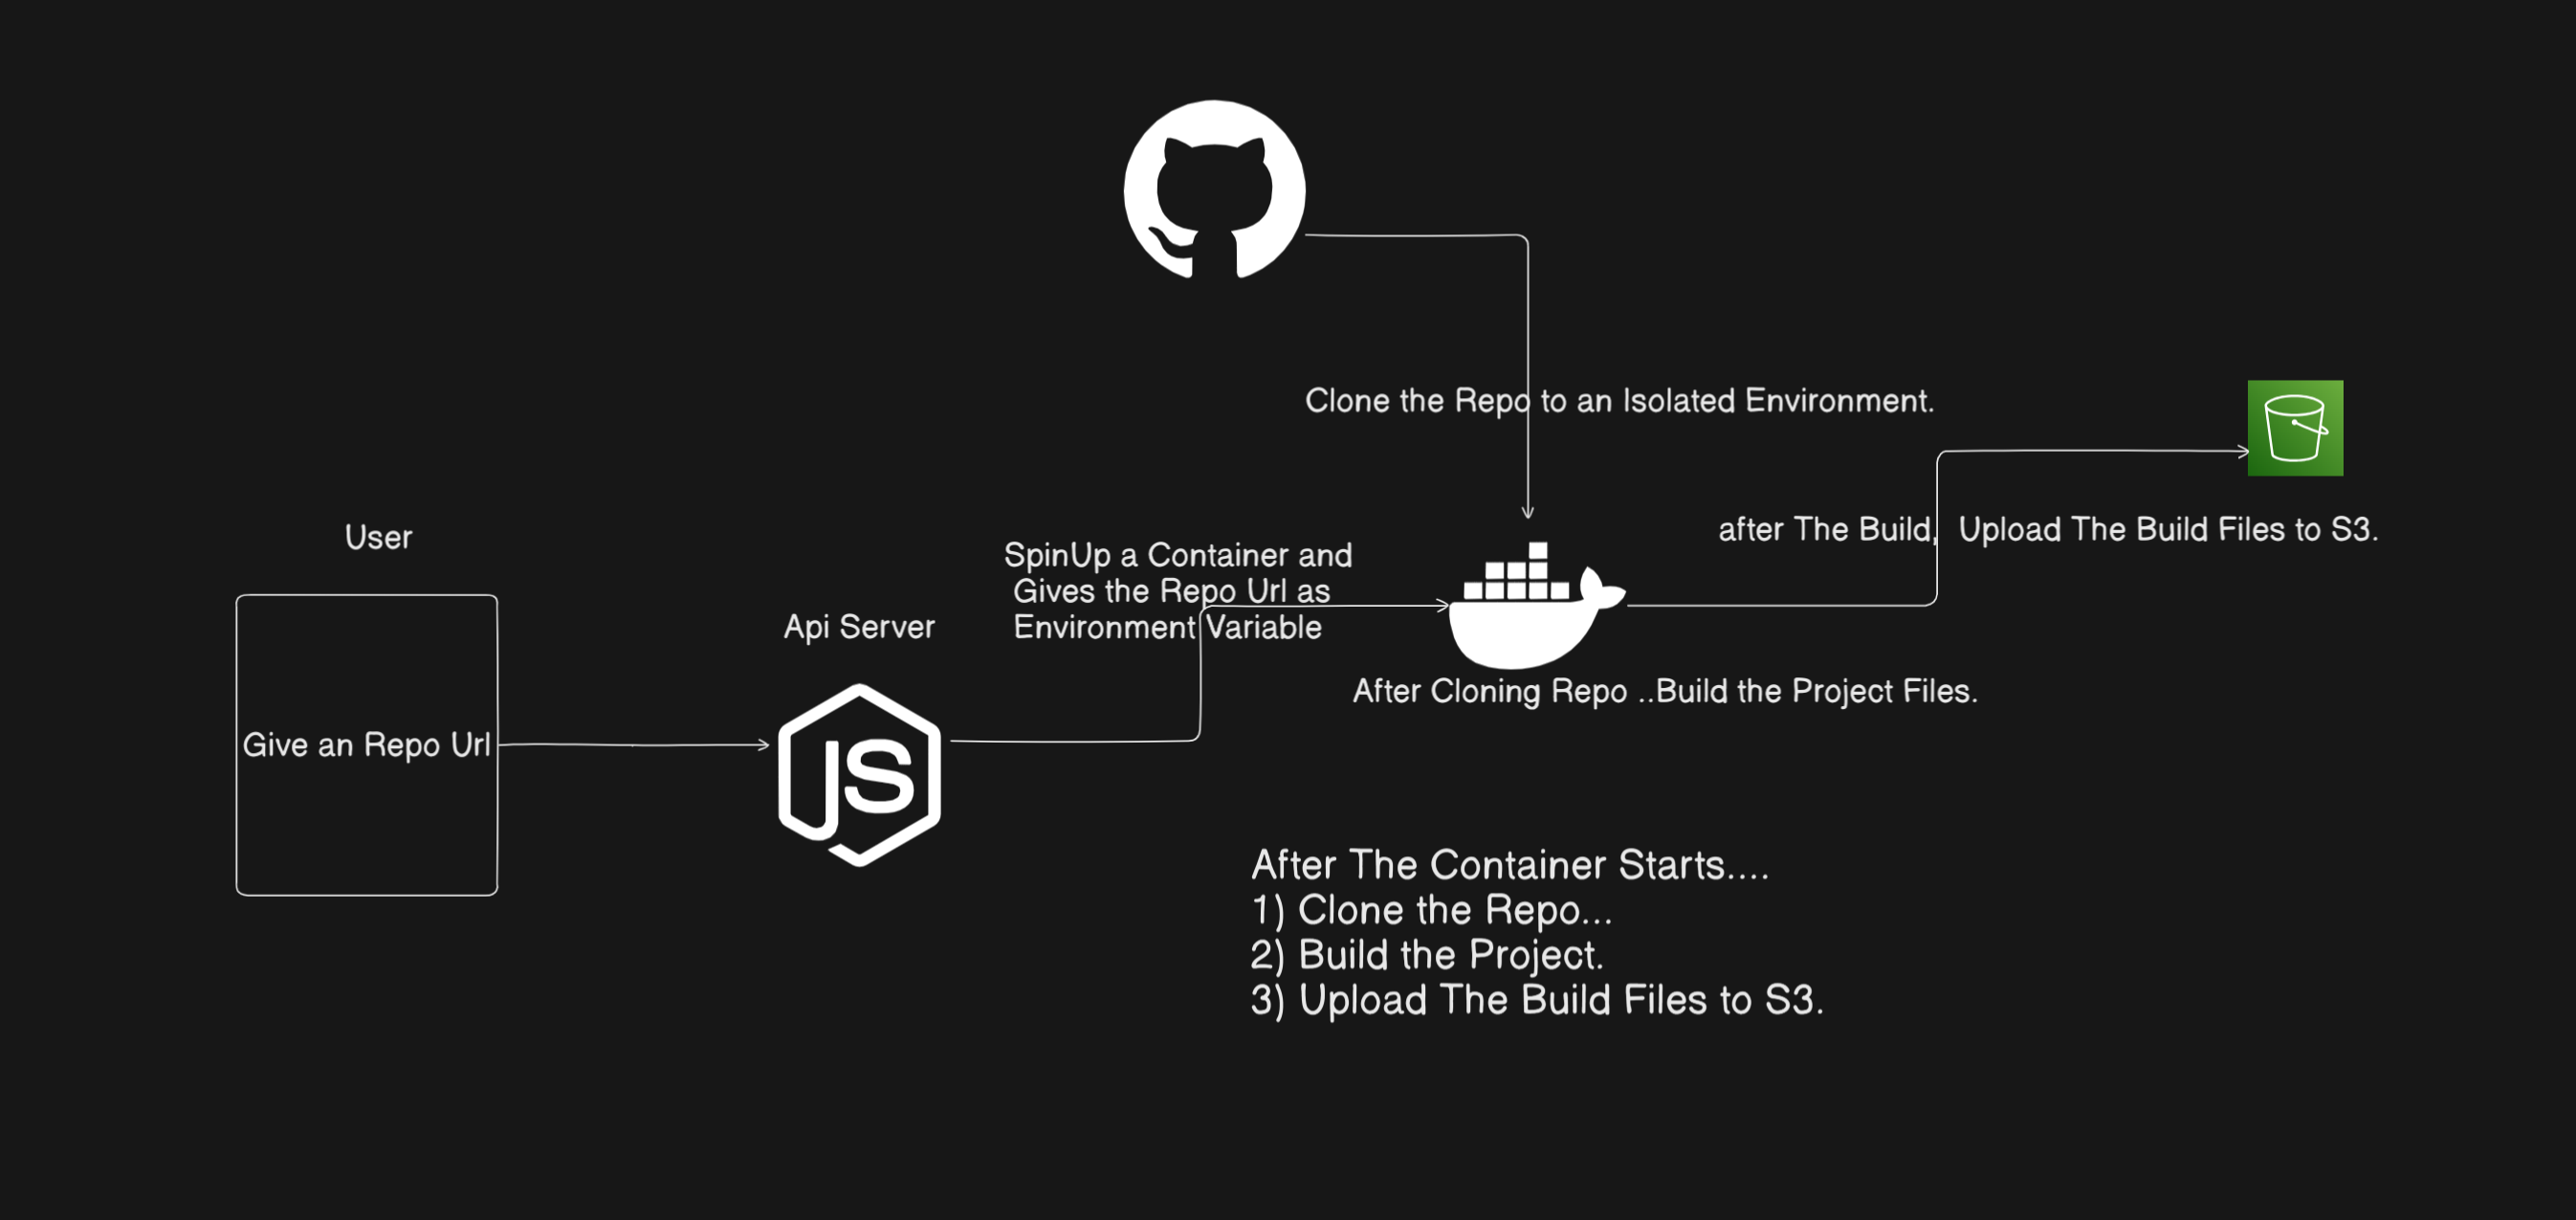 Clone the Repo to an Isolated Environment.
User
after The Build, Upload The Build Files to S3.
SpinUp a Container and
Gives the Repo Url as
Environment Variable
Api Server
After Cloning Repo ..Build the Project Files.
Give an Repo Url
JS
After The Container Starts....
1) Clone the Repo...
2) Build the Project.
3) Upload The Build Files to S3.